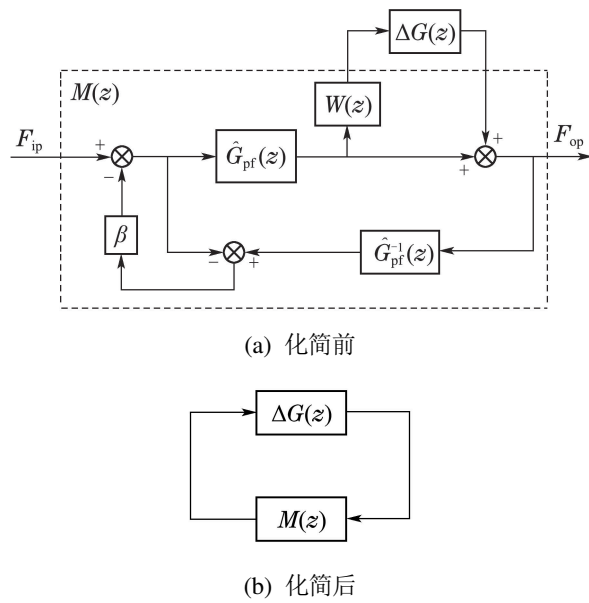 ΔG(z)
M(z)
W(z)
F_ip
+
−
Ĝ_pf(z)
+
+
F_op
β
−
+
Ĝ_pf^{-1}(z)
(a) 化简前
ΔG(z)
M(z)
(b) 化简后